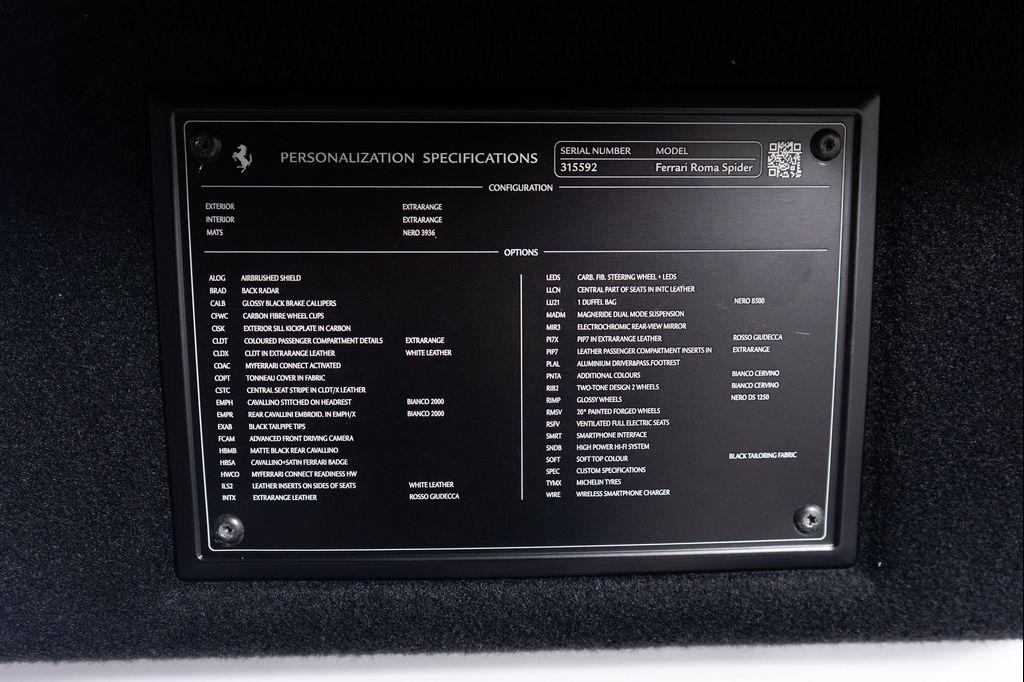 PERSONALIZATION SPECIFICATIONS
SERIAL NUMBER MODEL
315592 Ferrari Roma Spider
CONFIGURATION
EXTERIOR EXTRARANGE
INTERIOR EXTRARANGE
MATS NERO 3936
OPTIONS
ALOG AIRBRUSHED SHIELD
BRAD BACK RADAR
CALB GLOSSY BLACK BRAKE CALLIPERS
CFWC CARBON FIBRE WHEEL CUPS
CISK EXTERIOR SILL KICKPLATE IN CARBON
CLDT COLOURED PASSENGER COMPARTMENT DETAILS EXTRARANGE
CLDX CLDT IN EXTRARANGE LEATHER WHITE LEATHER
COAC MYFERRARI CONNECT ACTIVATED
COPT TONNEAU COVER IN FABRIC
CSTC CENTRAL SEAT STRIPE IN CLDT/X LEATHER
EMPH CAVALLINO STITCHED ON HEADREST BIANCO 2000
EMPR REAR CAVALLINI EMBROID. IN EMPH/X BIANCO 2000
EXAB BLACK TAILPIPE TIPS
FCAM ADVANCED FRONT DRIVING CAMERA
HBMB MATTE BLACK REAR CAVALLINO
HBSA CAVALLINO+SATIN FERRARI BADGE
HWCO MYFERRARI CONNECT READINESS HW
ILS2 LEATHER INSERTS ON SIDES OF SEATS WHITE LEATHER
INTX EXTRARANGE LEATHER ROSSO GIUDECCA
LEDS CARB. FIB. STEERING WHEEL + LEDS
LLCN CENTRAL PART OF SEATS IN INTC LEATHER
LU21 1 DUFFEL BAG NERO 8500
MADM MAGNERIDE DUAL MODE SUSPENSION
MIR3 ELECTROCHROMIC REAR-VIEW MIRROR
PI7X PIP7 IN EXTRARANGE LEATHER ROSSO GIUDECCA
PIP7 LEATHER PASSENGER COMPARTMENT INSERTS IN EXTRARANGE
PLAL ALUMINIUM DRIVER&PASS.FOOTREST
PNTA ADDITIONAL COLOURS BIANCO CERVINO
RIB2 TWO-TONE DESIGN 2 WHEELS BIANCO CERVINO
RIMP GLOSSY WHEELS NERO DS 1250
RMSV 20" PAINTED FORGED WHEELS
RSFV VENTILATED FULL ELECTRIC SEATS
SMRT SMARTPHONE INTERFACE
SNDB HIGH POWER HI-FI SYSTEM
SOFT SOFT TOP COLOUR BLACK TAILORING FABRIC
SPEC CUSTOM SPECIFICATIONS
TYMX MICHELIN TYRES
WIRE WIRELESS SMARTPHONE CHARGER